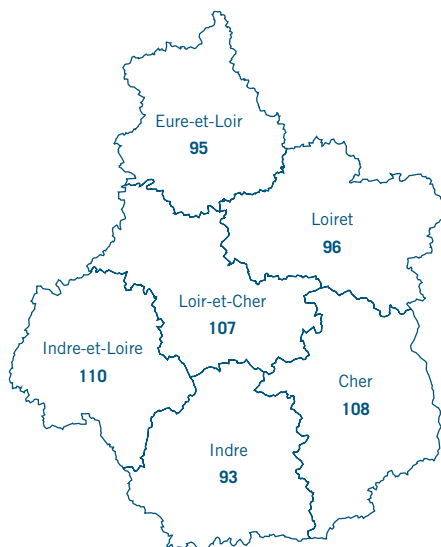 Eure-et-Loir
95
Loiret
96
Loir-et-Cher
107
Indre-et-Loire
110
Cher
108
Indre
93